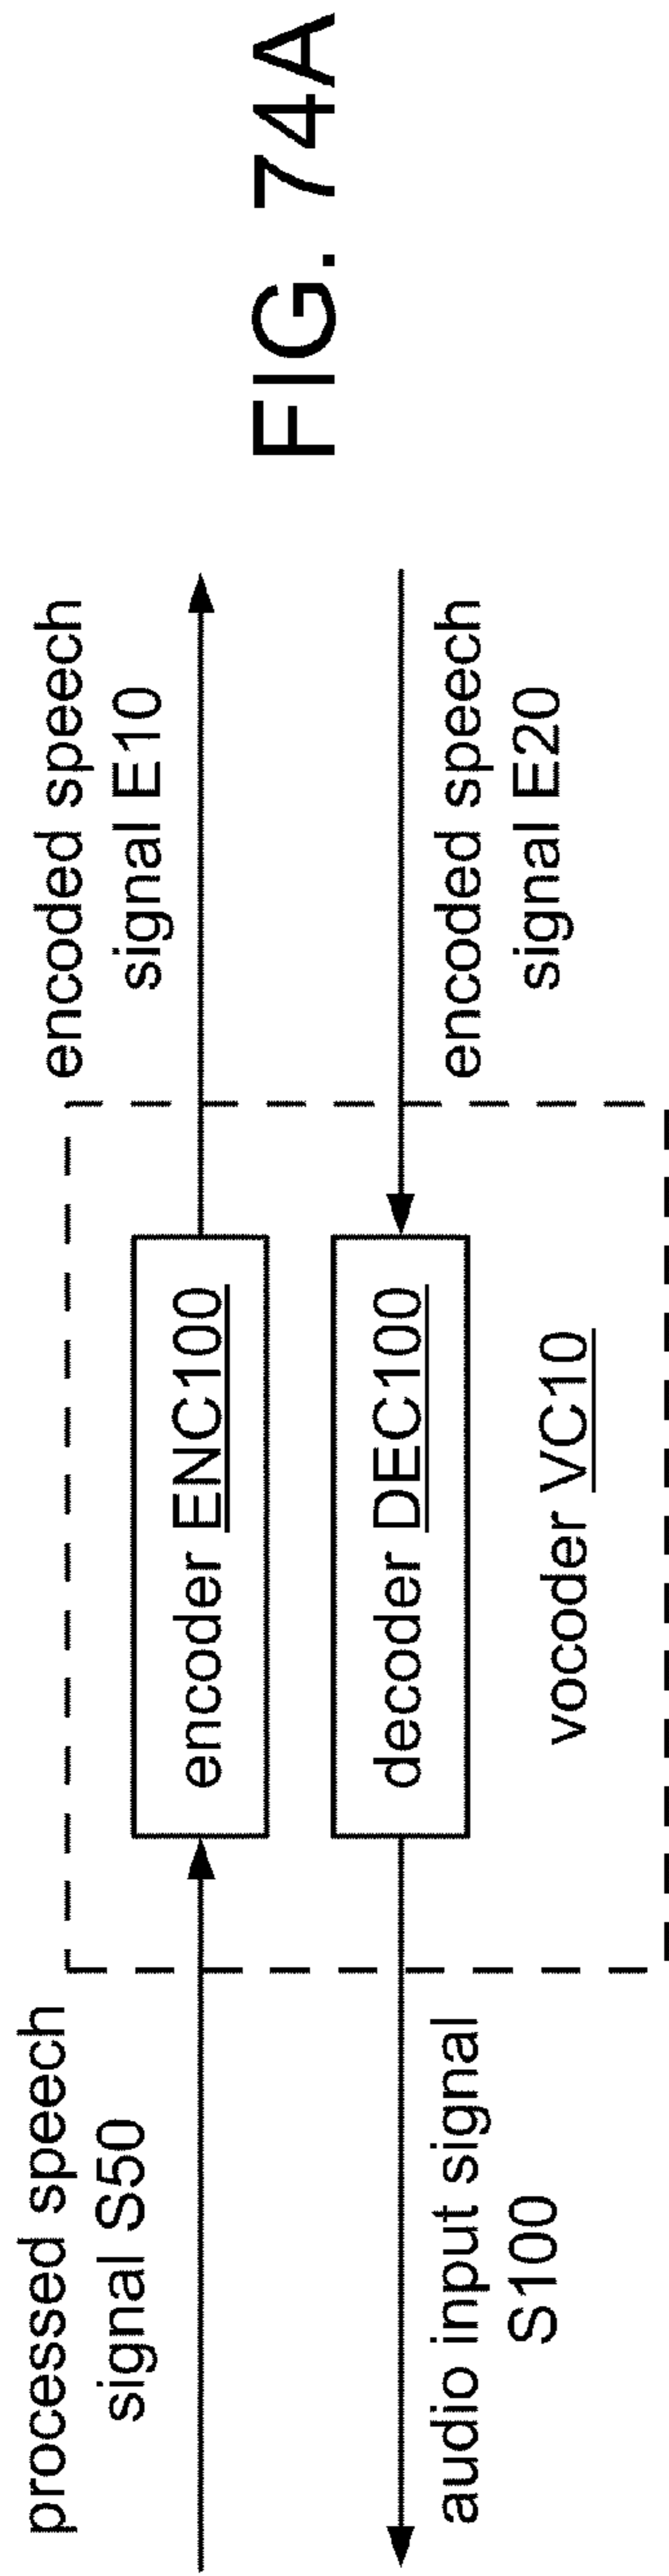 processed speech
signal S50
encoder ENC100
encoded speech
signal E10
audio input signal
S100
decoder DEC100
encoded speech
signal E20
vocoder VC10
FIG. 74A